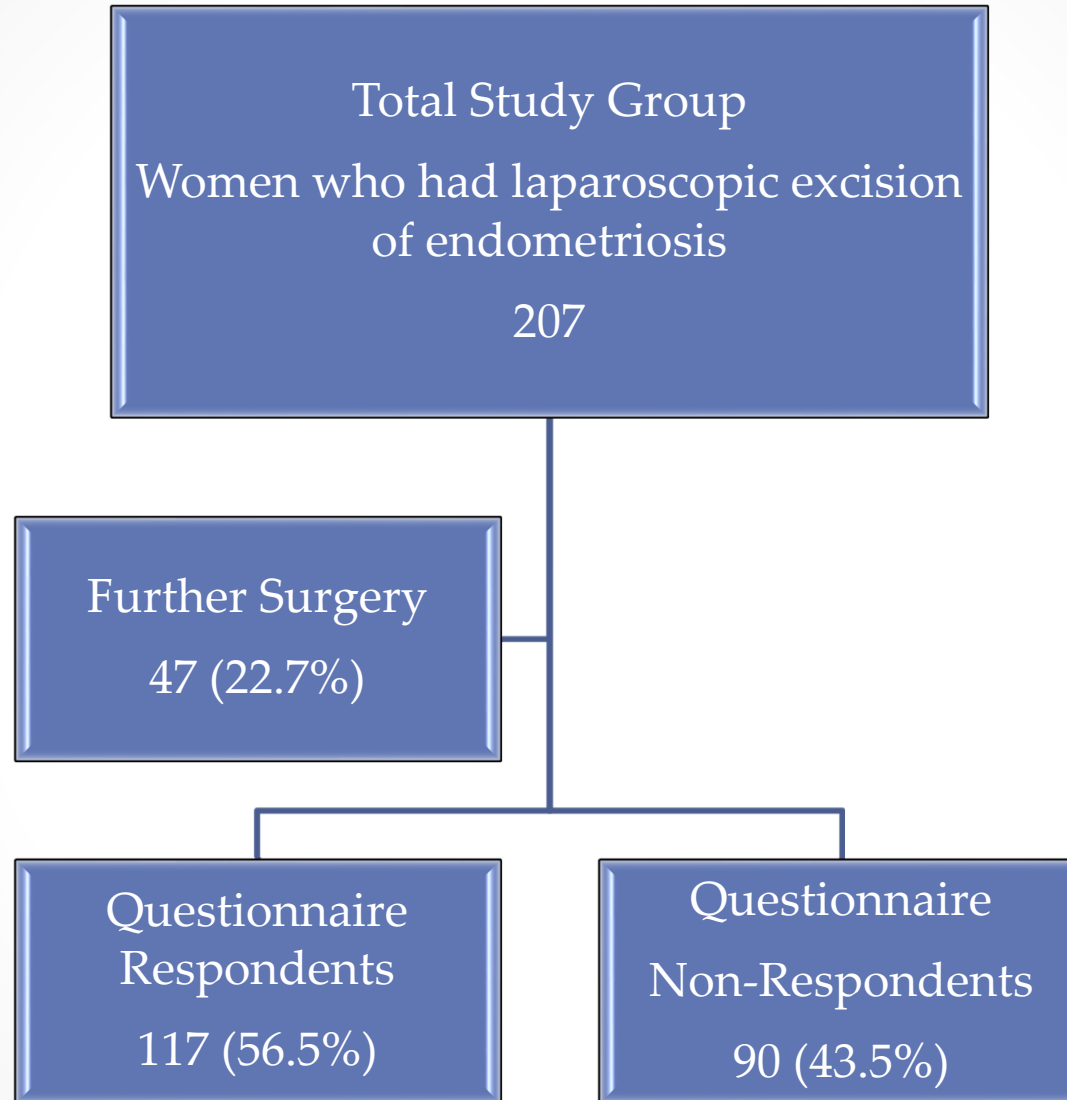 Total Study Group
Women who had laparoscopic excision
of endometriosis
207
Further Surgery
47 (22.7%)
Questionnaire
Respondents
117 (56.5%)
Questionnaire
Non-Respondents
90 (43.5%)